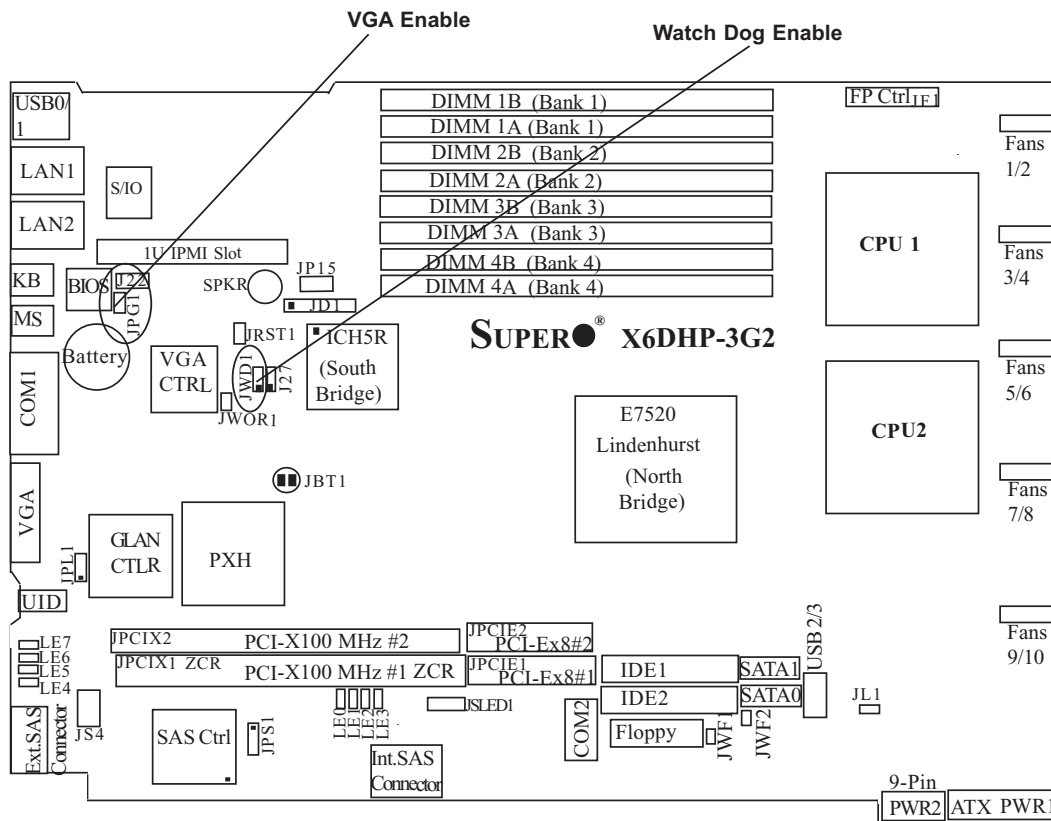 VGA Enable
Watch Dog Enable
USB0/
1
LAN1
LAN2
KB
MS
COM1
VGA
UID
S/IO
1U IPMI Slot
BIOS
J22
JPG1
Battery
SPKR
JP15
JD1
JRST1
VGA
CTRL
JWD1
J27
JWOR1
ICH5R
(South
Bridge)
JBT1
DIMM 1B (Bank 1)
DIMM 1A (Bank 1)
DIMM 2B (Bank 2)
DIMM 2A (Bank 2)
DIMM 3B (Bank 3)
DIMM 3A (Bank 3)
DIMM 4B (Bank 4)
DIMM 4A (Bank 4)
SUPER® X6DHP-3G2
FP Ctrl JF1
CPU 1
CPU2
Fans
1/2
Fans
3/4
Fans
5/6
Fans
7/8
Fans
9/10
E7520
Lindenhurst
(North
Bridge)
JPL1
GLAN
CTLR
PXH
LE7
LE6
LE5
LE4
JPCIX2 PCI-X100 MHz #2
JPCIX1 ZCR PCI-X100 MHz #1 ZCR
JPCIE2
PCI-Ex8#2
JPCIE1
PCI-Ex8#1
IDE1
IDE2
SATA1
SATA0
USB 2/3
JL1
Ext.SAS
Connector
JS4
SAS Ctrl
JPS1
LE0
LE1
LE2
LE3
JSLED1
Int.SAS
Connector
COM2
Floppy
JWF1
JWF2
9-Pin
PWR2
ATX PWR1